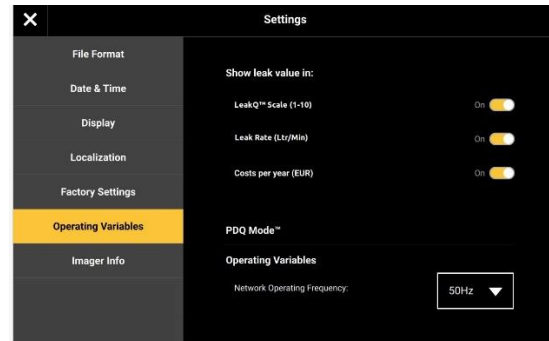 Settings
File Format
Date & Time
Display
Localization
Factory Settings
Operating Variables
Imager Info
Show leak value in:
LeakQ™ Scale (1-10)
On
Leak Rate (Ltr/Min)
On
Costs per year (EUR)
On
PDQ Mode™
Operating Variables
Network Operating Frequency:
50Hz